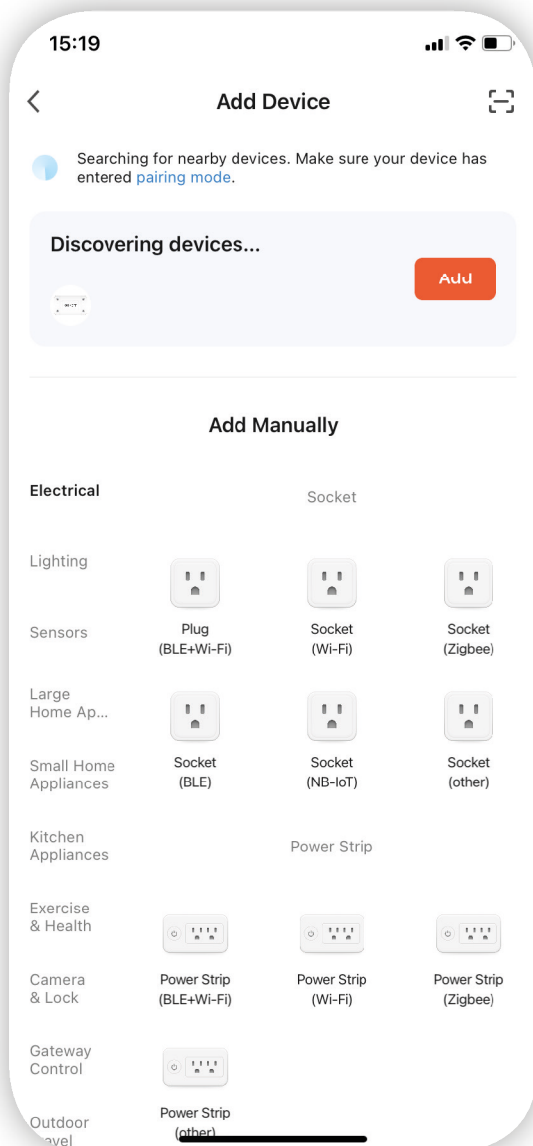 15:19
Add Device
Searching for nearby devices. Make sure your device has
entered pairing mode.
Discovering devices...
Add
Add Manually
Electrical
Socket
Lighting
Plug
(BLE+Wi-Fi)
Socket
(Wi-Fi)
Socket
(Zigbee)
Sensors
Large
Home Ap...
Socket
(BLE)
Socket
(NB-IoT)
Socket
(other)
Small Home
Appliances
Kitchen
Appliances
Power Strip
Exercise
& Health
Power Strip
(BLE+Wi-Fi)
Power Strip
(Wi-Fi)
Power Strip
(Zigbee)
Camera
& Lock
Gateway
Control
Power Strip
(other)
Outdoor